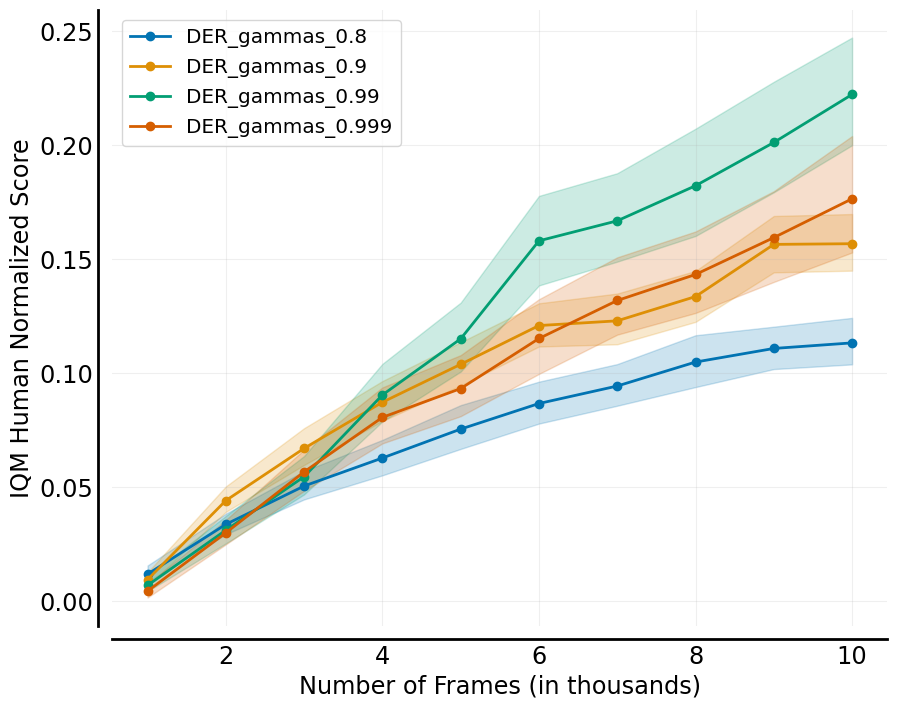 DER_gammas_0.8
DER_gammas_0.9
DER_gammas_0.99
DER_gammas_0.999
IQM Human Normalized Score
0.25
0.20
0.15
0.10
0.05
0.00
2 4 6 8 10
Number of Frames (in thousands)